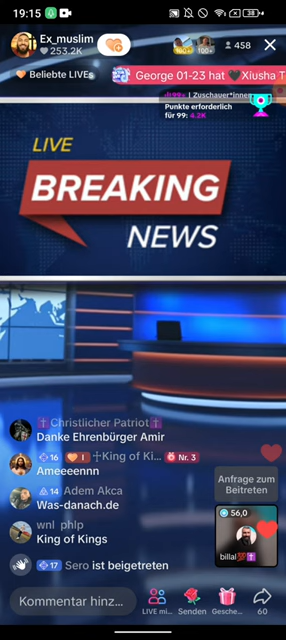 19:15
38
Ex_muslim
253.2K
100+
458
Beliebte LIVEs
George 01-23 hat 🖤Xiusha T
99+ | Zuschauer*innen
Punkte erforderlich
für 99: 4.2K
LIVE
BREAKING
NEWS
✝️Christlicher Patriot✝️
Danke Ehrenbürger Amir
16 I ☩King of Ki... Nr. 3
Ameeeennn
14 Adem Akca
Was-danach.de
wnl phlp
King of Kings
17 Sero ist beigetreten
Anfrage zum
Beitreten
56,0
billal💯✝️
Kommentar hinz...
LIVE mi... Senden Gesche... 60